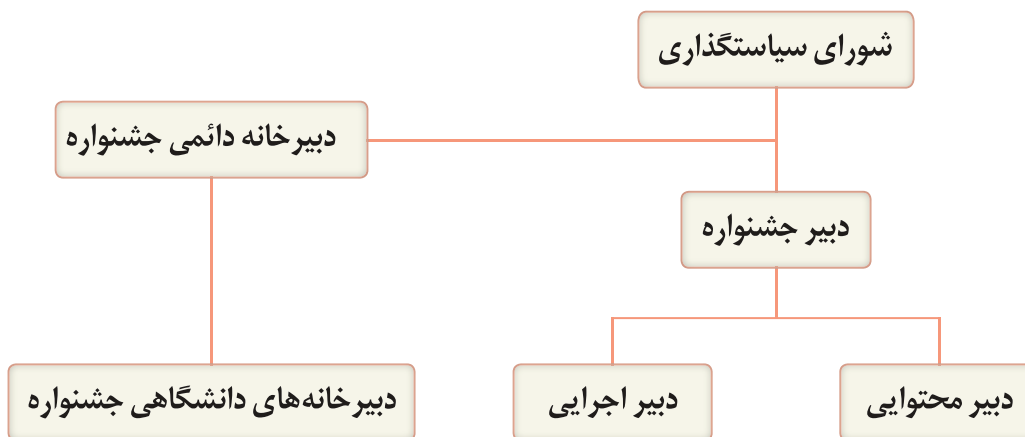 شورای سیاستگذاری
دبیرخانه دائمی جشنواره
دبیر جشنواره
دبیر محتوایی
دبیر اجرایی
دبیرخانه‌های دانشگاهی جشنواره